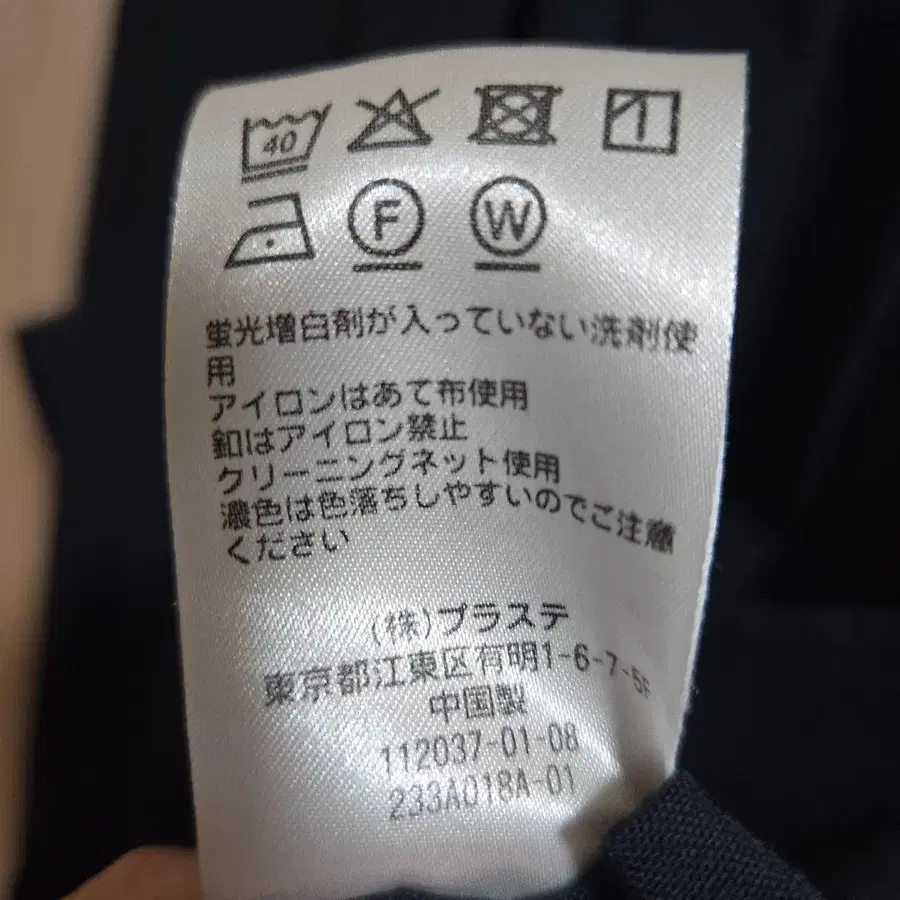 40
F W
蛍光増白剤が入っていない洗剤使
用
アイロンはあて布使用
釦はアイロン禁止
クリーニングネット使用
濃色は色落ちしやすいのでご注意
ください
(株)プラステ
東京都江東区有明1-6-7-5F
中国製
112037-01-08
233A018A-01